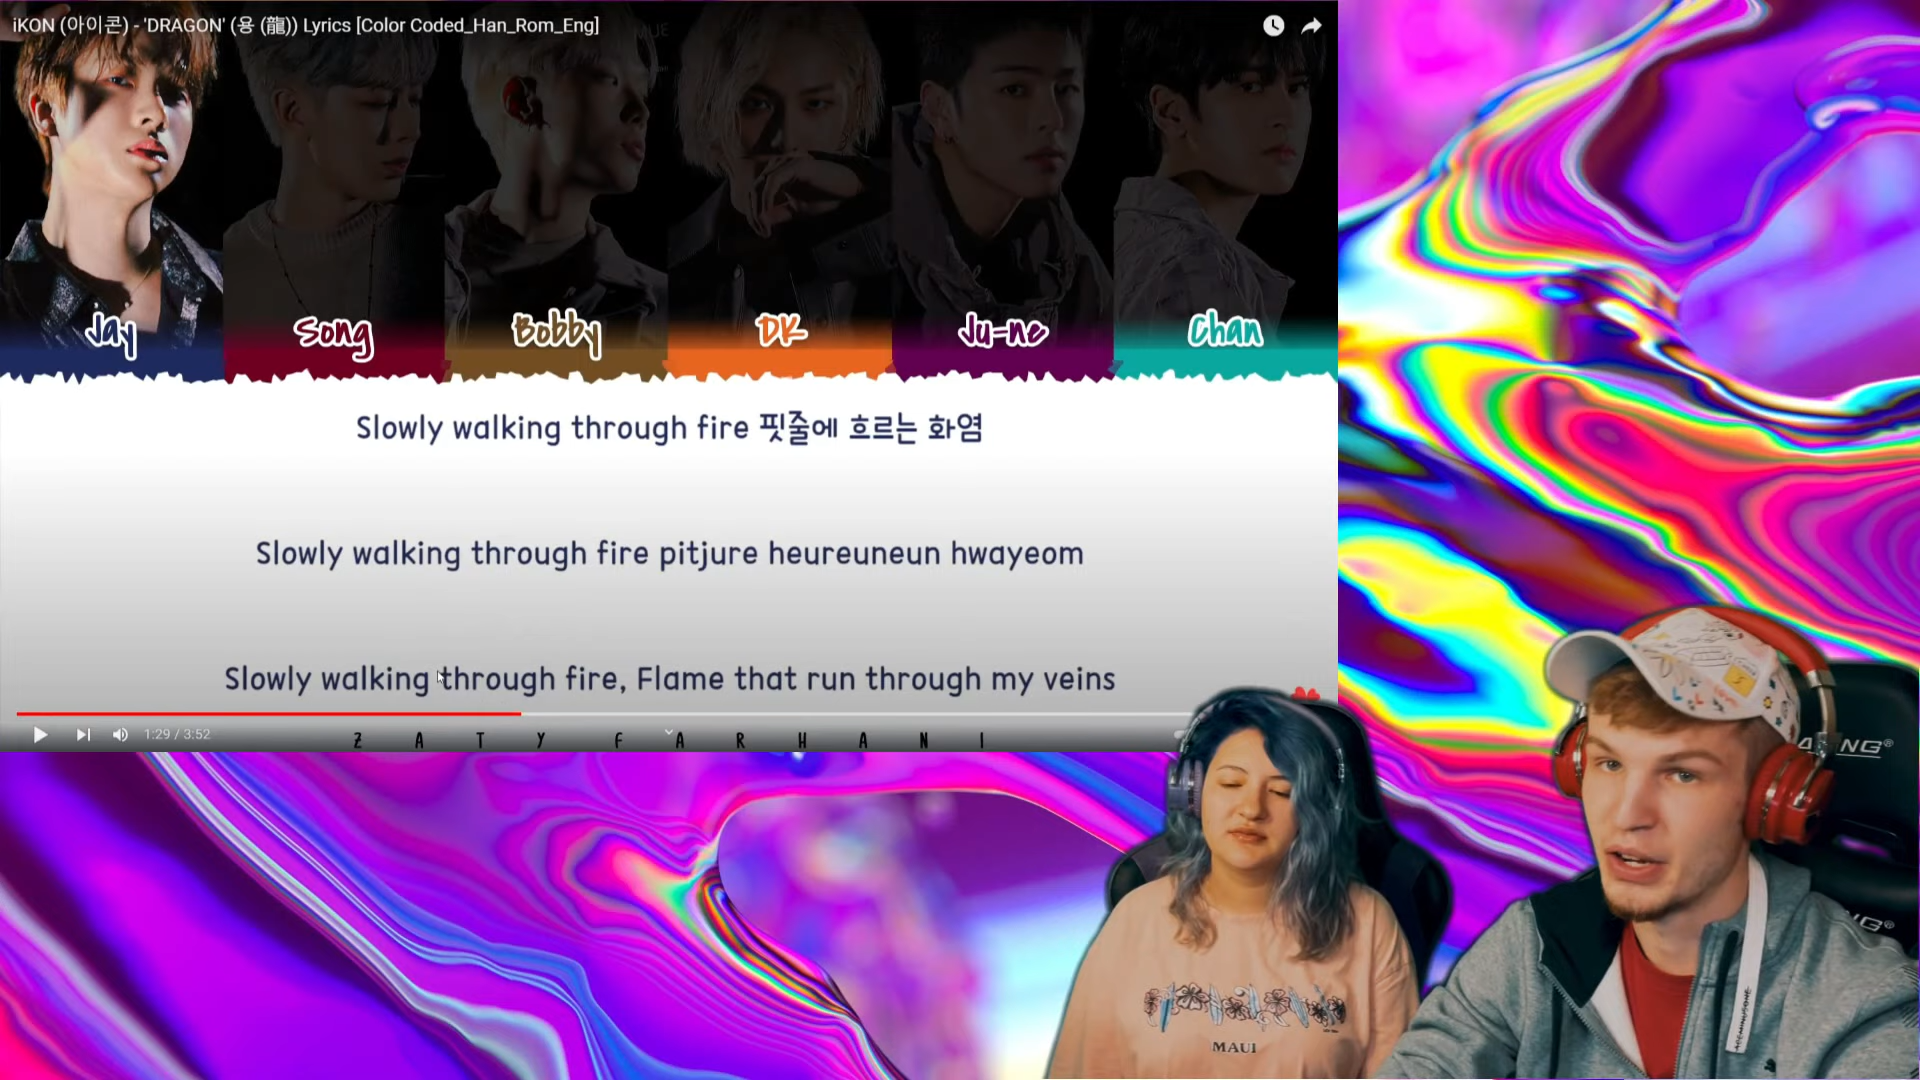 iKON (아이콘) - 'DRAGON' (용 (龍)) Lyrics [Color Coded_Han_Rom_Eng]
Jay
Song
Bobby
DK
Ju-ne
Chan
Slowly walking through fire 핏줄에 흐르는 화염
Slowly walking through fire pitjure heureuneun hwayeom
Slowly walking through fire, Flame that run through my veins
1:29 / 3:52
Z A T Y F A R H A N I
MAUI